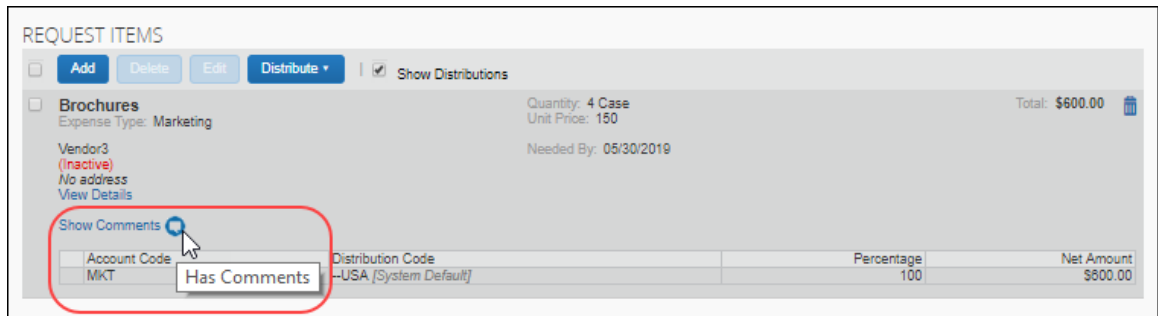 REQUEST ITEMS
Add Delete Edit Distribute | Show Distributions
Brochures Quantity: 4 Case Total: $600.00
Expense Type: Marketing Unit Price: 150
Vendor3 Needed By: 05/30/2019
(Inactive)
No address
View Details
Show Comments
Account Code Distribution Code Percentage Net Amount
MKT --USA [System Default] 100 $600.00
Has Comments